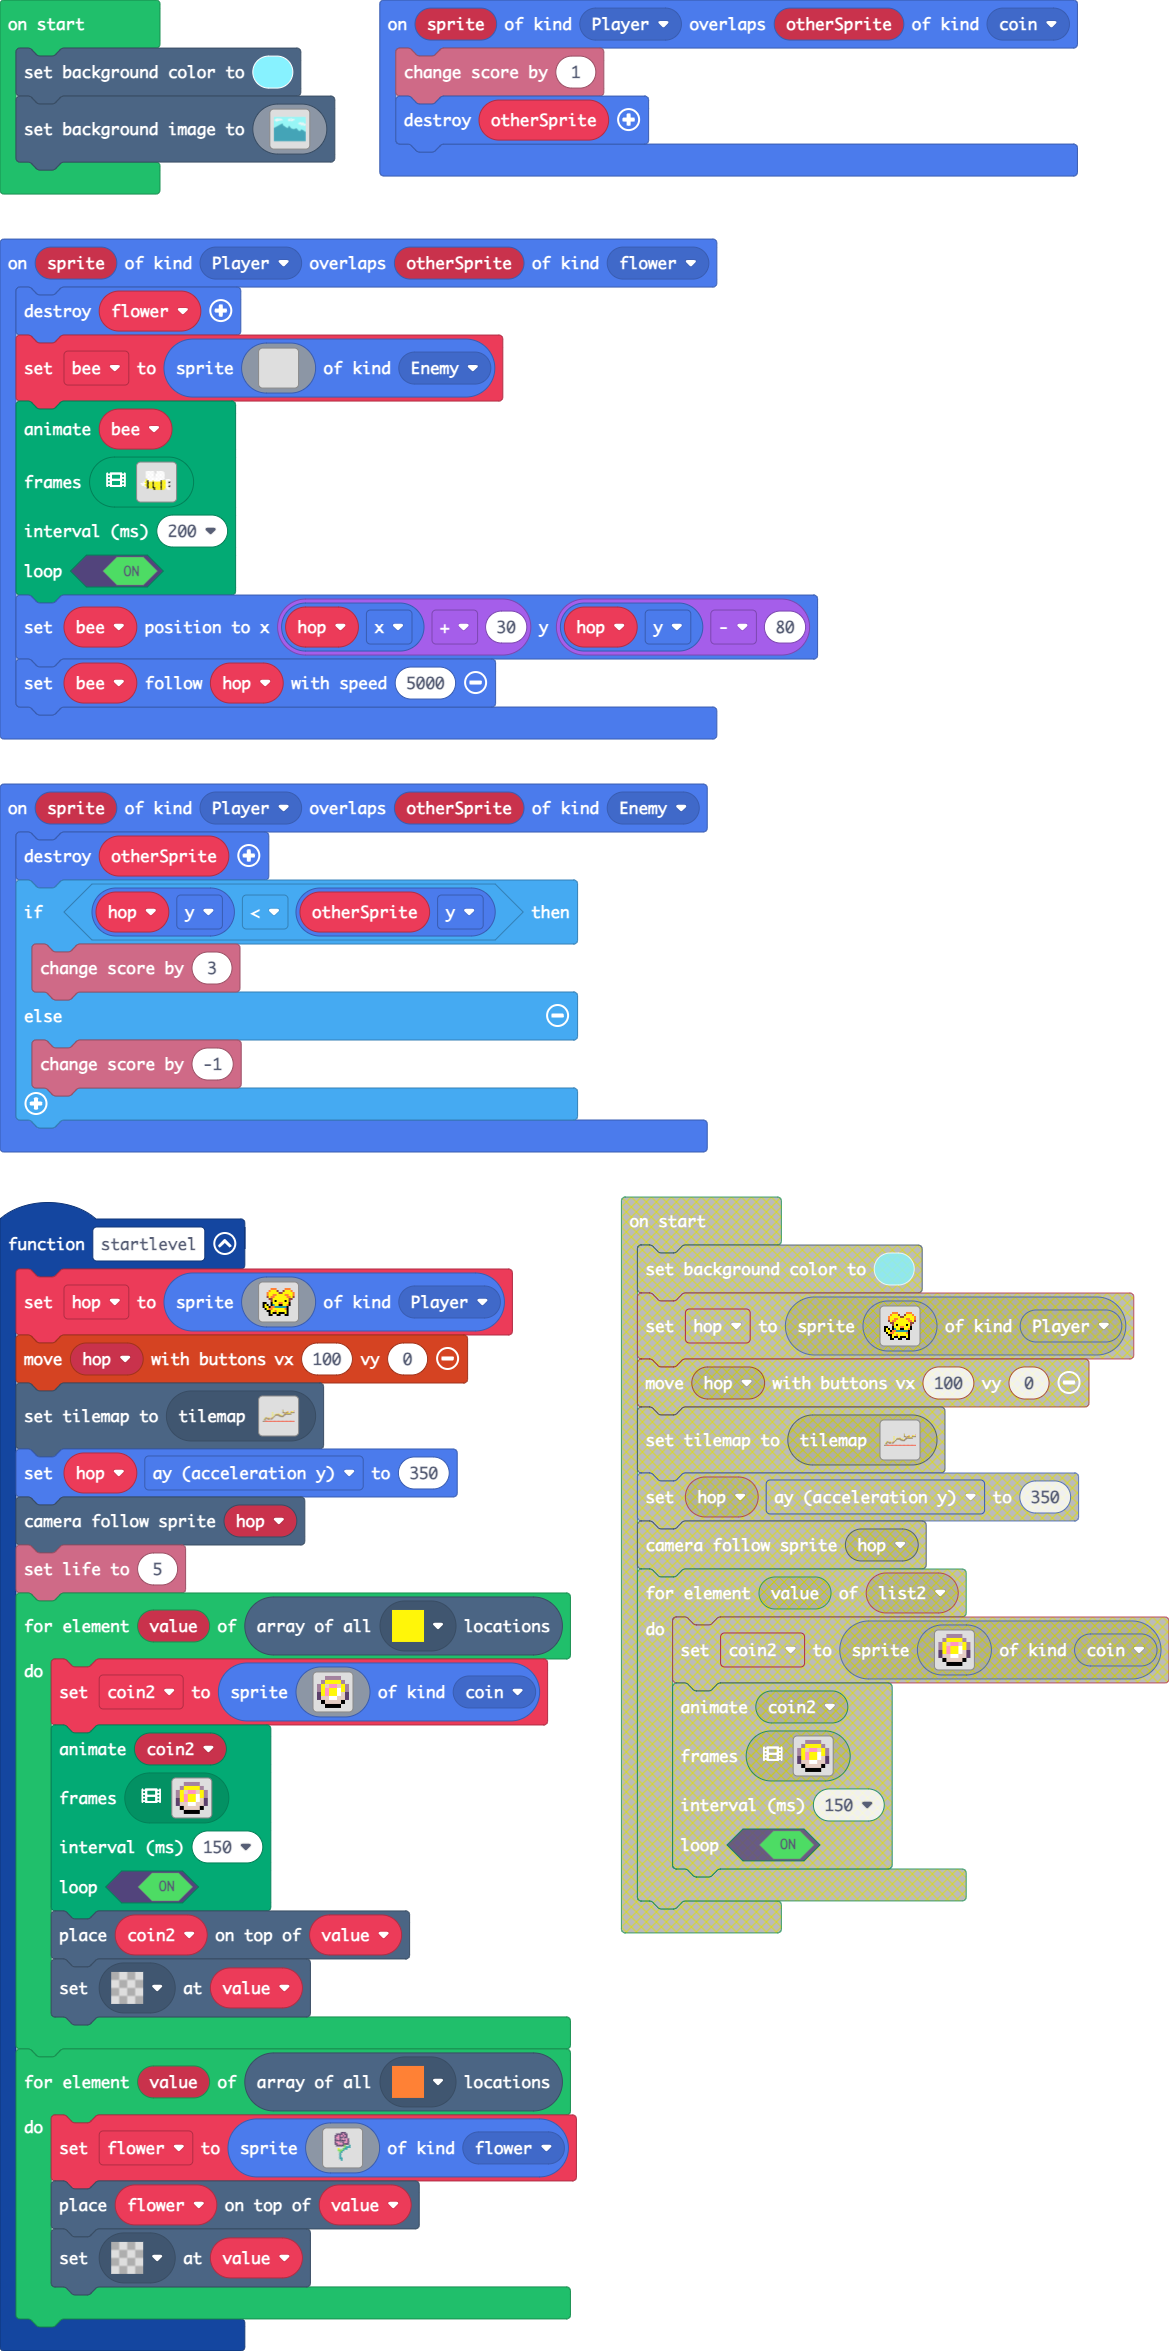 on start
set background color to
set background image to
on sprite of kind Player overlaps otherSprite of kind coin
change score by 1
destroy otherSprite
on sprite of kind Player overlaps otherSprite of kind flower
destroy flower
set bee to sprite of kind Enemy
animate bee
frames
interval (ms) 200
loop ON
set bee position to x hop x + 30 y hop y - 80
set bee follow hop with speed 5000
on sprite of kind Player overlaps otherSprite of kind Enemy
destroy otherSprite
if hop y < otherSprite y then
change score by 3
else
change score by -1
function startlevel
set hop to sprite of kind Player
move hop with buttons vx 100 vy 0
set tilemap to tilemap
set hop ay (acceleration y) to 350
camera follow sprite hop
set life to 5
for element value of array of all locations
do
set coin2 to sprite of kind coin
animate coin2
frames
interval (ms) 150
loop ON
place coin2 on top of value
set at value
for element value of array of all locations
do
set flower to sprite of kind flower
place flower on top of value
set at value
on start
set background color to
set hop to sprite of kind Player
move hop with buttons vx 100 vy 0
set tilemap to tilemap
set hop ay (acceleration y) to 350
camera follow sprite hop
for element value of list2
do
set coin2 to sprite of kind coin
animate coin2
frames
interval (ms) 150
loop ON